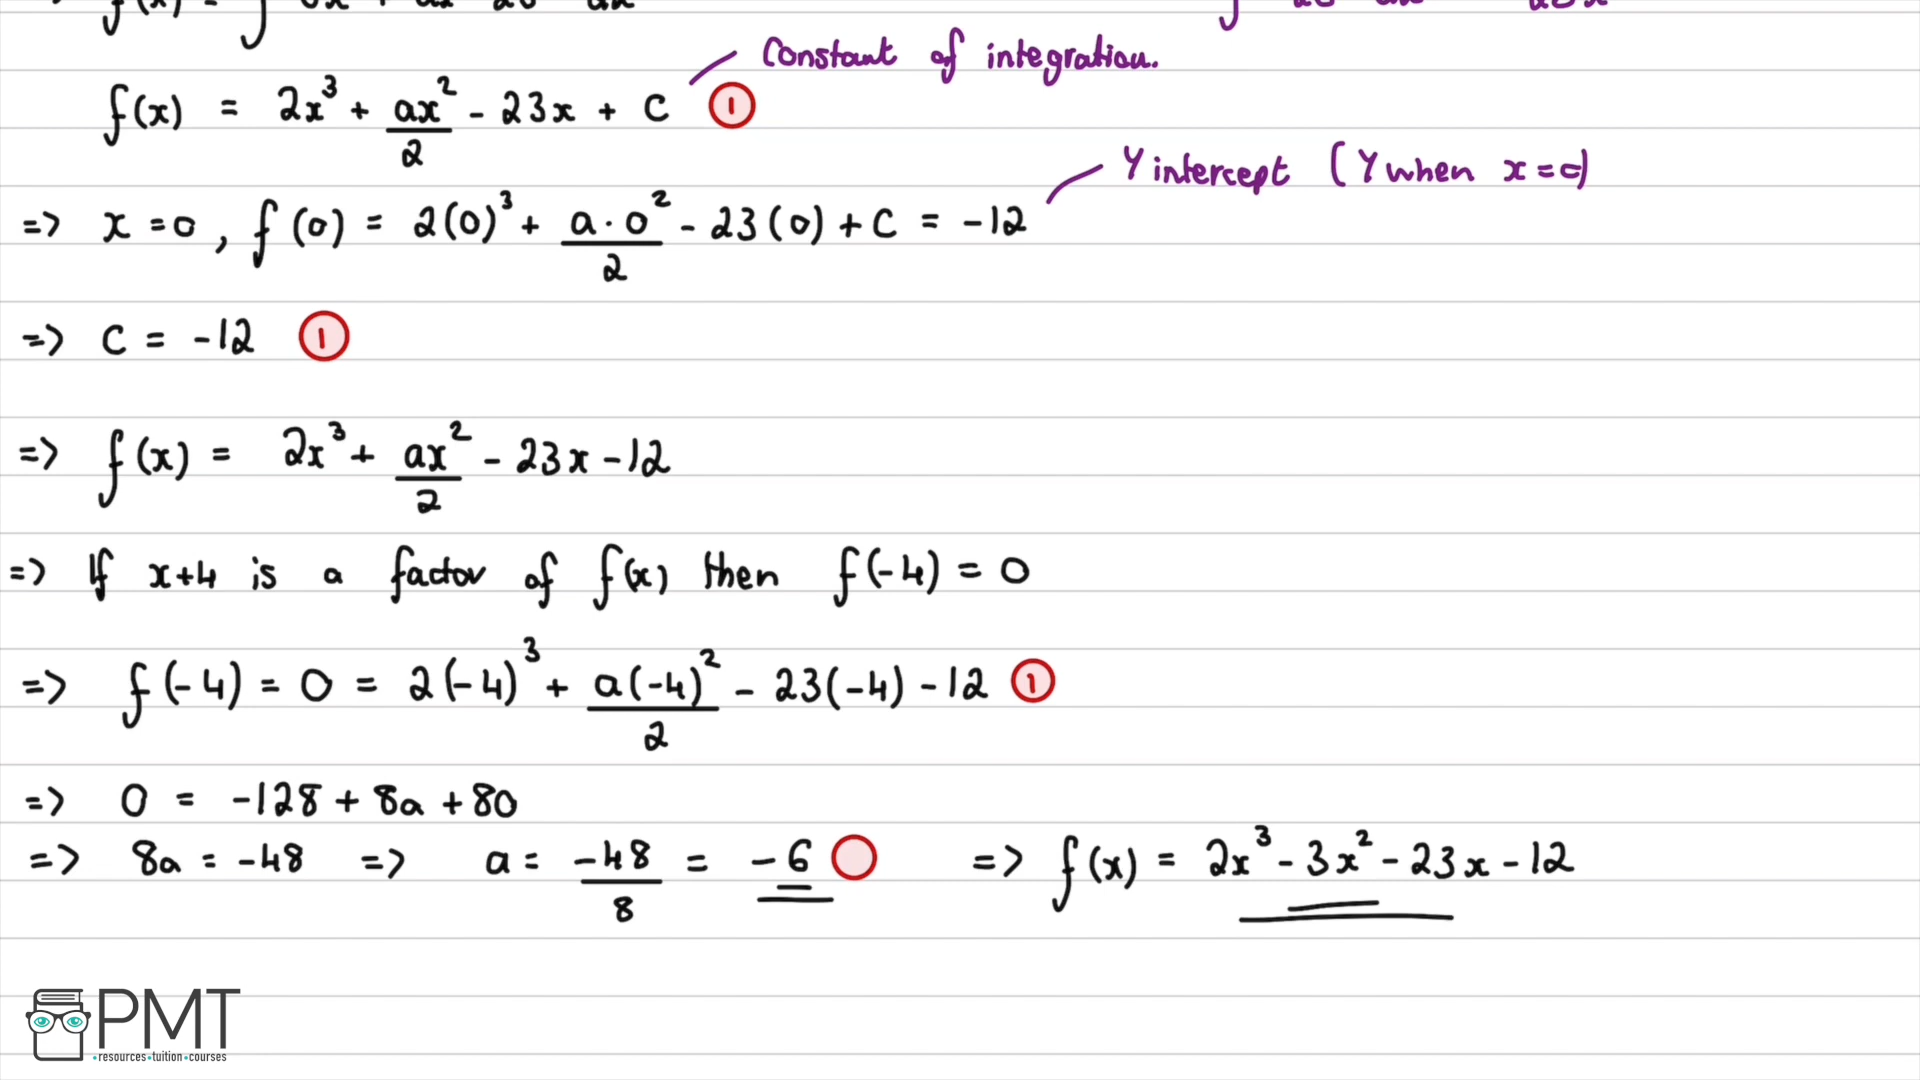 f(x) = 2x³ + ax²/2 - 23x + C ①
Constant of integration.
=> x = 0, f(0) = 2(0)³ + a·0²/2 - 23(0) + C = -12
Y intercept (Y when x=0)
=> C = -12 ①
=> f(x) = 2x³ + ax²/2 - 23x - 12
=> If x+4 is a factor of f(x) then f(-4) = 0
=> f(-4) = 0 = 2(-4)³ + a(-4)²/2 - 23(-4) - 12 ①
=> 0 = -128 + 8a + 80
=> 8a = -48 => a = -48/8 = -6 => f(x) = 2x³ - 3x² - 23x - 12
PMT
•resources•tuition•courses